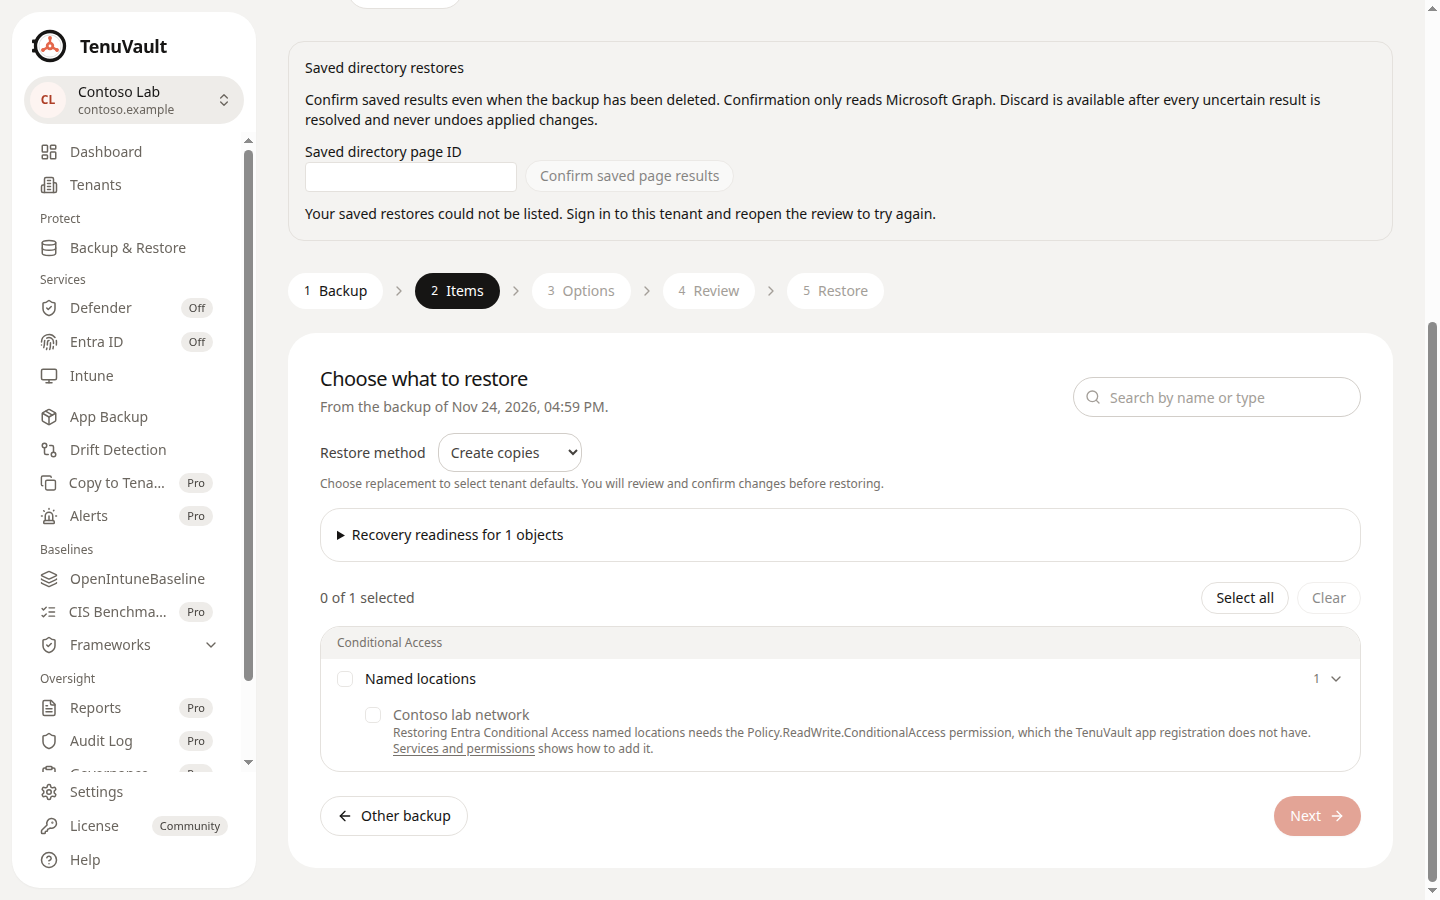 TenuVault
CL
Contoso Lab
contoso.example
Dashboard
Tenants
Protect
Backup & Restore
Services
Defender Off
Entra ID Off
Intune
App Backup
Drift Detection
Copy to Tena... Pro
Alerts Pro
Baselines
OpenIntuneBaseline
CIS Benchma... Pro
Frameworks
Oversight
Reports Pro
Audit Log Pro
Settings
License Community
Help
Saved directory restores
Confirm saved results even when the backup has been deleted. Confirmation only reads Microsoft Graph. Discard is available after every uncertain result is
resolved and never undoes applied changes.
Saved directory page ID
Confirm saved page results
Your saved restores could not be listed. Sign in to this tenant and reopen the review to try again.
1 Backup 2 Items 3 Options 4 Review 5 Restore
Choose what to restore
From the backup of Nov 24, 2026, 04:59 PM.
Search by name or type
Restore method Create copies
Choose replacement to select tenant defaults. You will review and confirm changes before restoring.
Recovery readiness for 1 objects
0 of 1 selected
Select all Clear
Conditional Access
Named locations 1
Contoso lab network
Restoring Entra Conditional Access named locations needs the Policy.ReadWrite.ConditionalAccess permission, which the TenuVault app registration does not have.
Services and permissions shows how to add it.
Other backup
Next